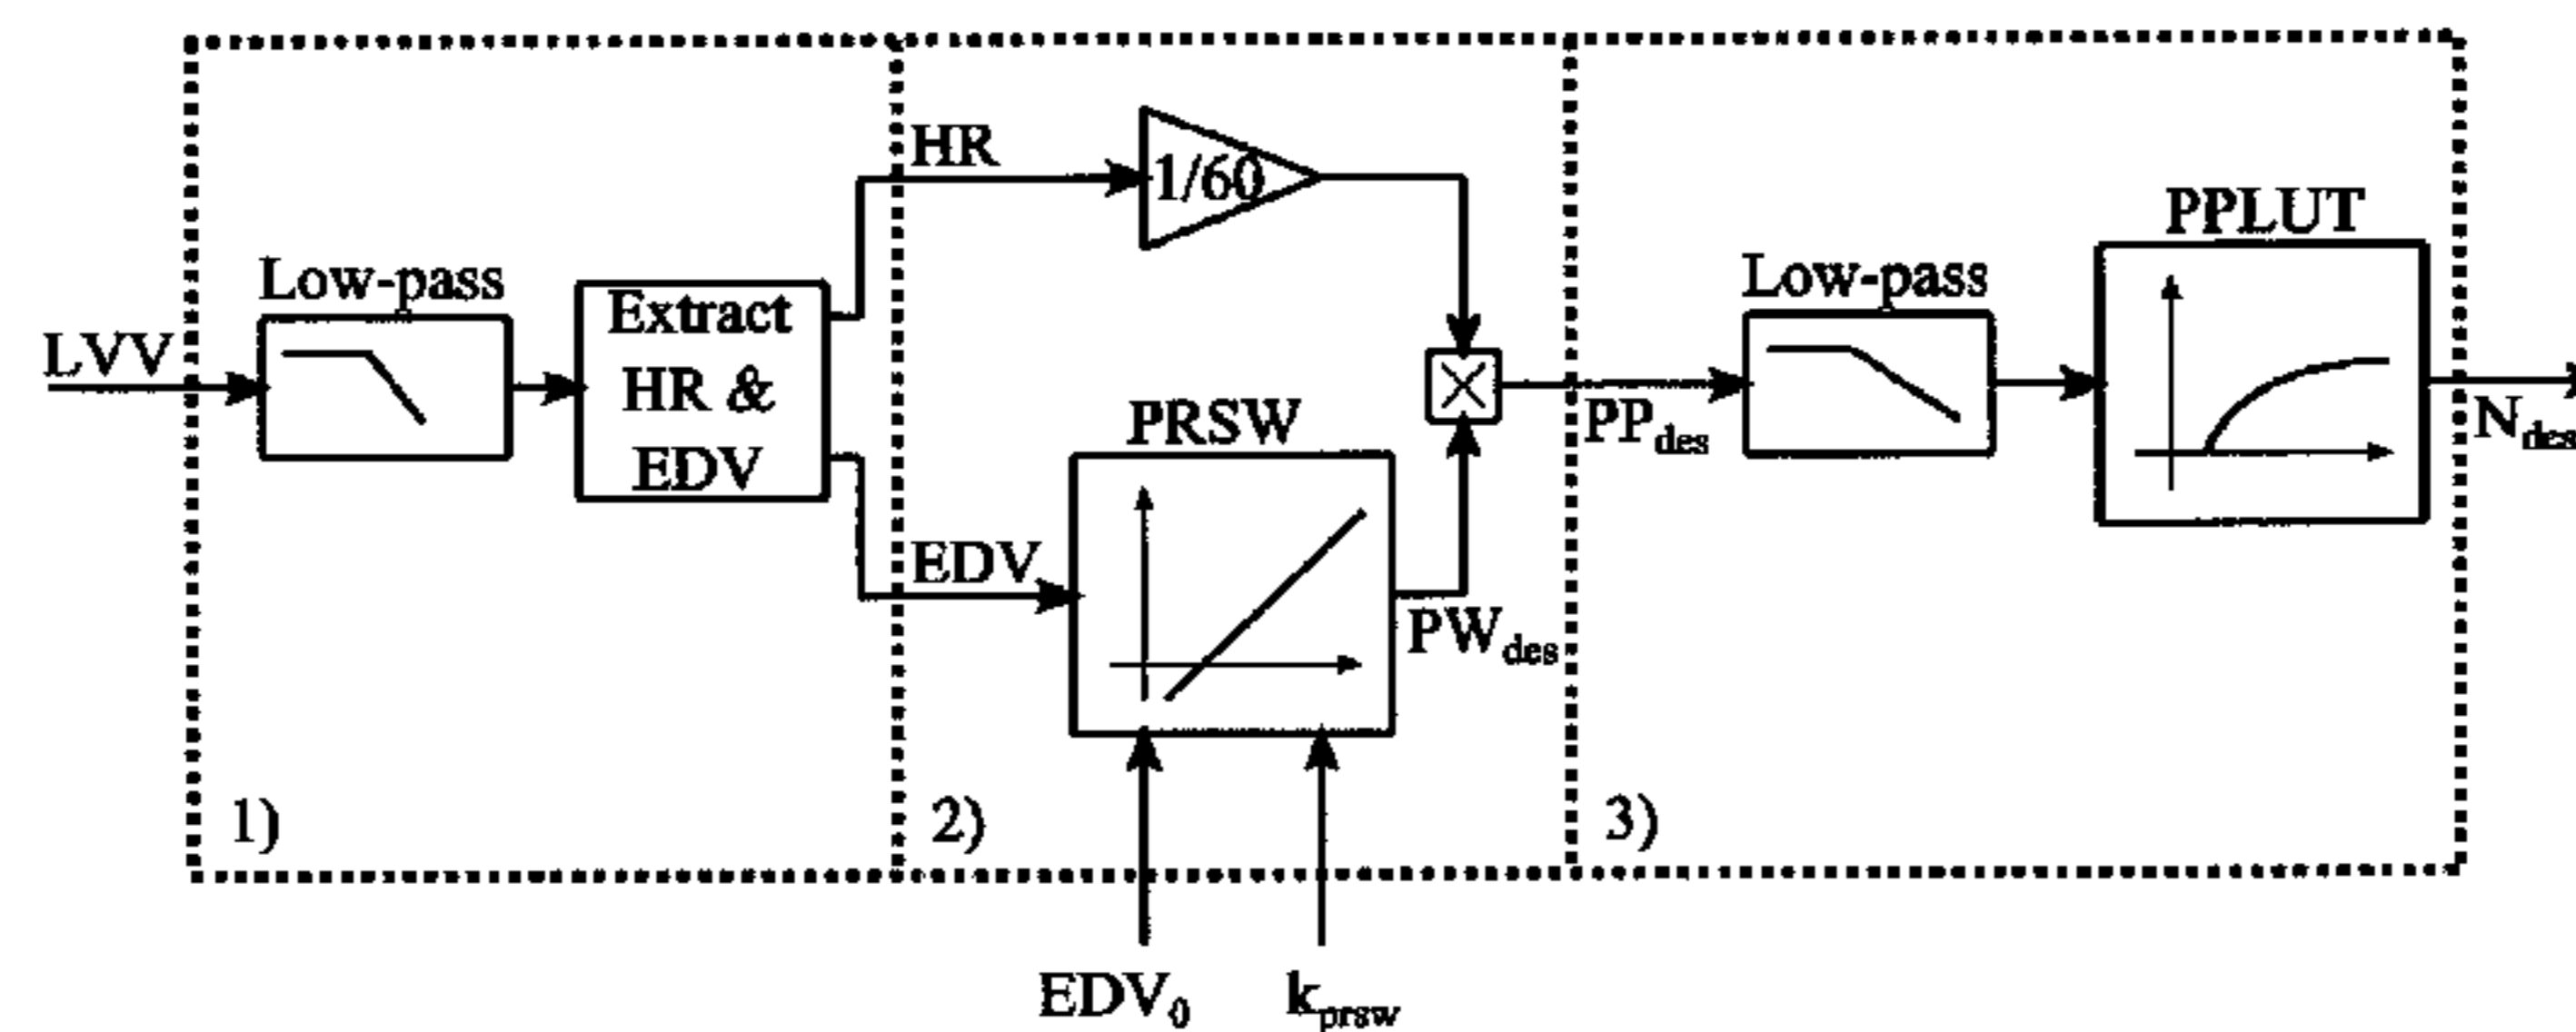 LVV
Low-pass
Extract
HR &
EDV
1)
HR
1/60
EDV
PRSW
PWdes
EDV0
kprsw
2)
PPdes
Low-pass
PPLUT
Ndes
3)